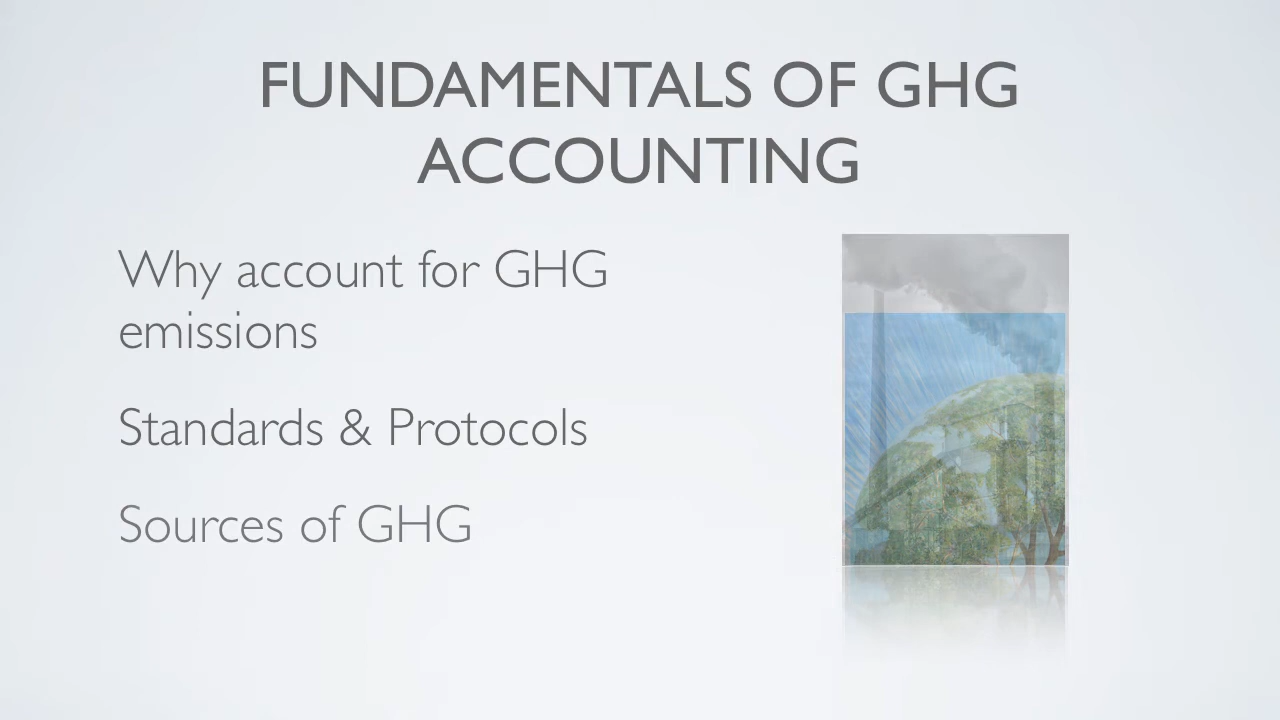 FUNDAMENTALS OF GHG
ACCOUNTING
Why account for GHG
emissions
Standards & Protocols
Sources of GHG